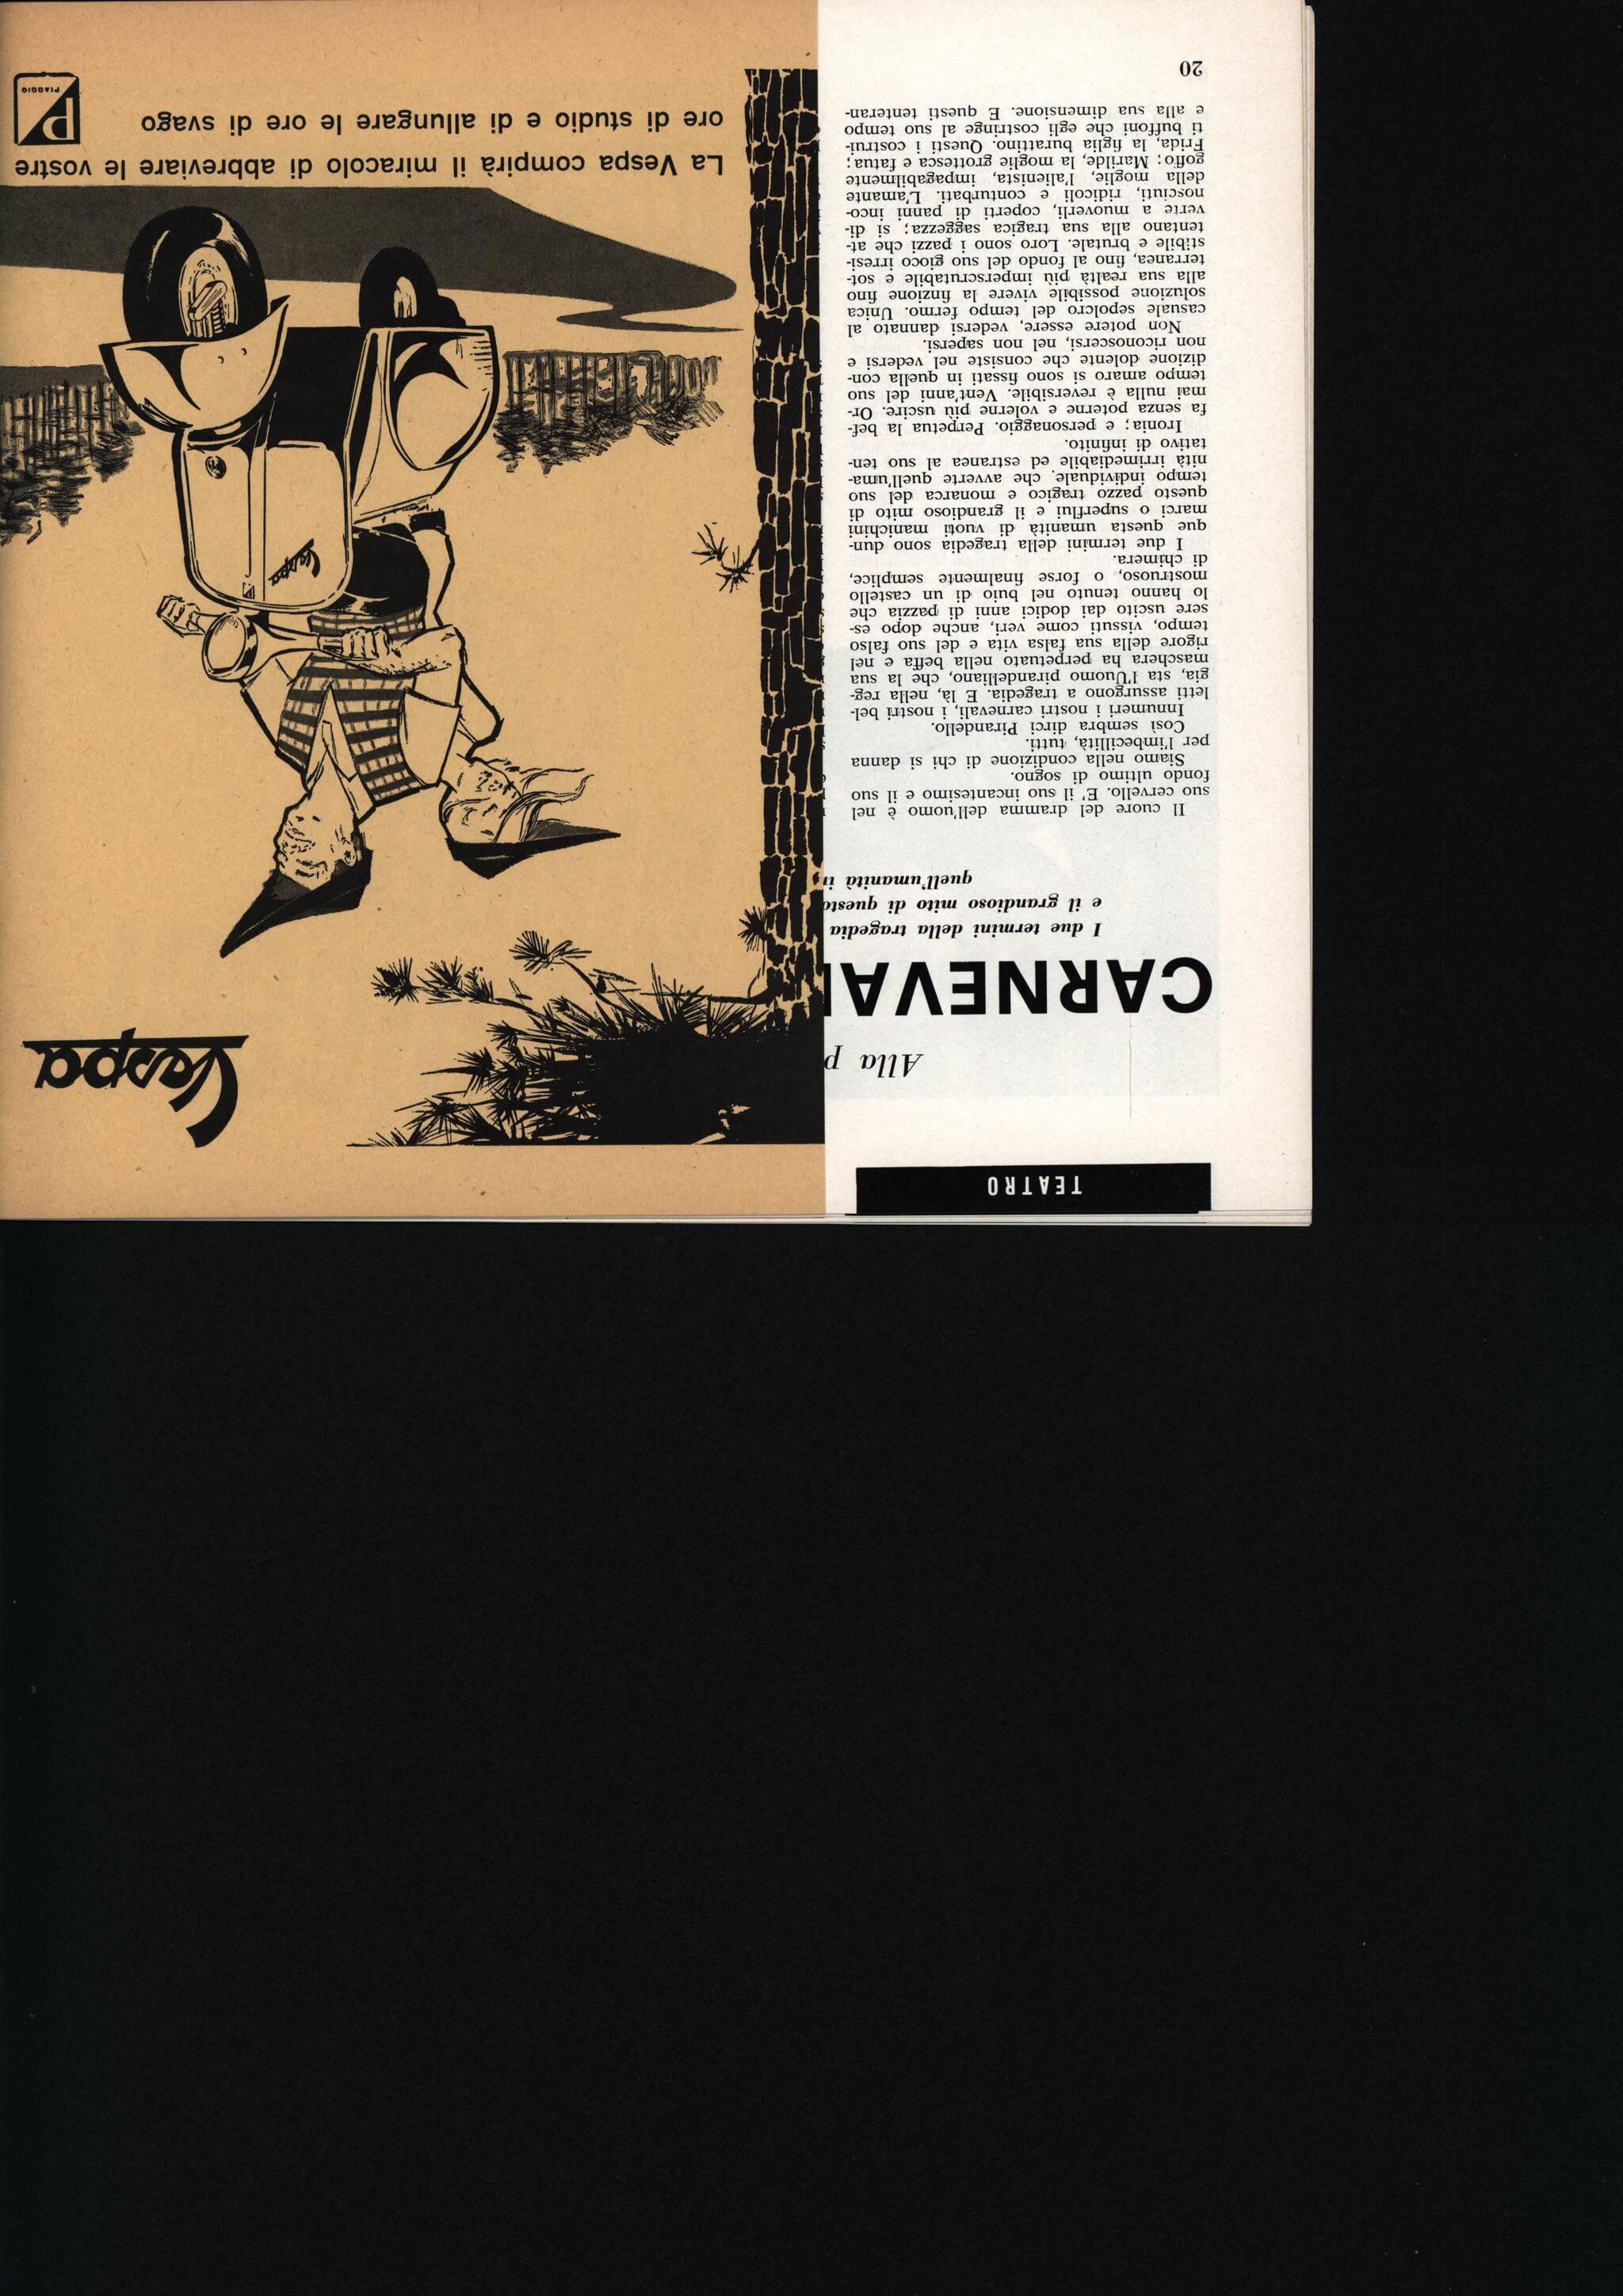 TEATRO
Alla p
CARNEVA
I due termini della tragedia
e il grandioso mito di questo
quell'umanità
Il cuore del dramma dell'uomo è nel
suo cervello. E' il suo incantesimo e il suo
fondo ultimo di sogno.
Siamo nella condizione di chi si danna
per l'imbecillità, tutti.
Così sembra dirci Pirandello.
Innumeri i nostri carnevali, i nostri bel-
letti assurgono a tragedia. E là, nella reg-
gia, sta l'Uomo pirandelliano, che la sua
maschera ha perpetuato nella beffa e nel
rigore della sua falsa vita e del suo falso
tempo, vissuti come veri, anche dopo es-
sere uscito dai dodici anni di pazzia che
lo hanno tenuto nel buio di un castello
mostruoso, o forse finalmente semplice,
di chimera.
I due termini della tragedia sono dun-
que questa umanità di vuoti manichini
marci o superflui e il grandioso mito di
questo pazzo tragico e monarca del suo
tempo individuale, che avverte quell'uma-
nità irrimediabile ed estranea al suo ten-
tativo di infinito.
Ironia; e personaggio. Perpetua la bef-
fa senza poterne e volerne più uscire. Or-
mai nulla è reversibile. Vent'anni del suo
tempo amaro si sono fissati in quella con-
dizione dolente che consiste nel vedersi e
non riconoscersi, nel non sapersi.
Non potere essere, vedersi dannato al
casuale sepolcro del tempo fermo. Unica
soluzione possibile vivere la finzione fino
alla sua realtà più imperscrutabile e sot-
terranea, fino al fondo del suo gioco irresi-
stibile e brutale. Loro sono i pazzi che at-
tentano alla sua tragica saggezza; si di-
verte a muoverli, coperti di panni inco-
nosciuti, ridicoli e conturbati. L'amante
della moglie, l'alienista, impagabilmente
goffo; Marilde, la moglie grottesca e fatua;
Frida, la figlia burattino. Questi i costrui-
ti buffoni che egli costringe al suo tempo
e alla sua dimensione. E questi tenteran-
20
Vespa
Vespa
La Vespa compirà il miracolo di abbreviare le vostre
ore di studio e di allungare le ore di svago
P
PIAGGIO